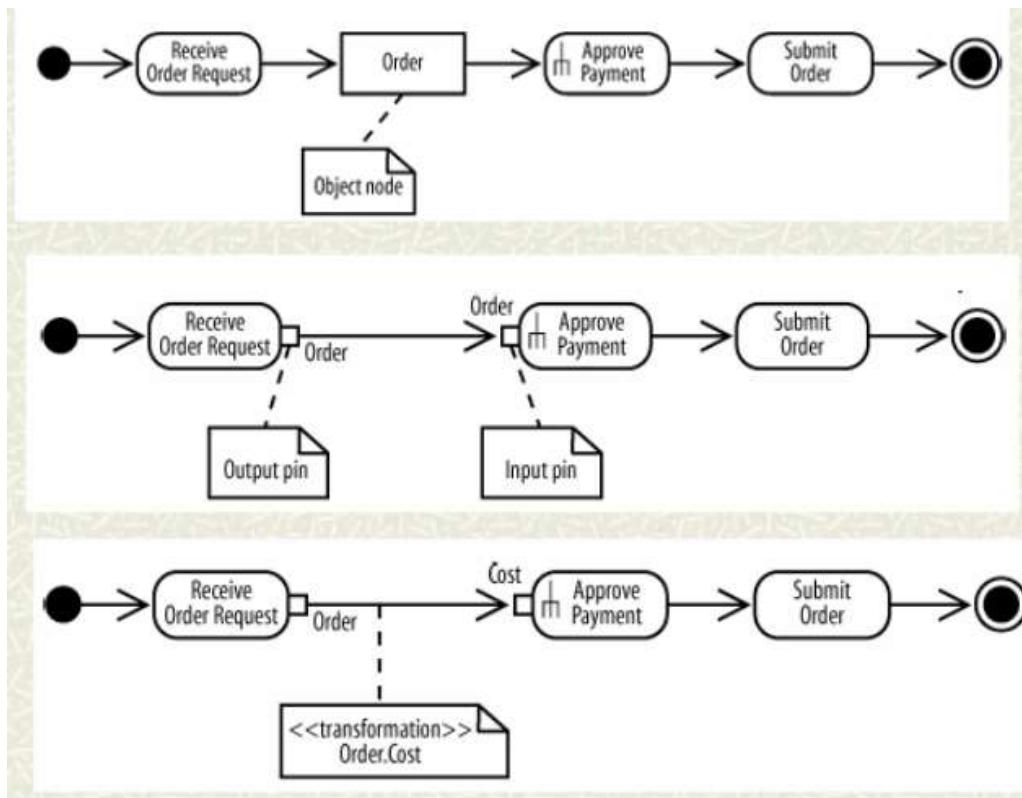 Receive
Order Request
Order
Approve
Payment
Submit
Order
Object node
Receive
Order Request
Order
Order
Approve
Payment
Submit
Order
Output pin
Input pin
Receive
Order Request
Order
Cost
Approve
Payment
Submit
Order
<<transformation>>
Order.Cost